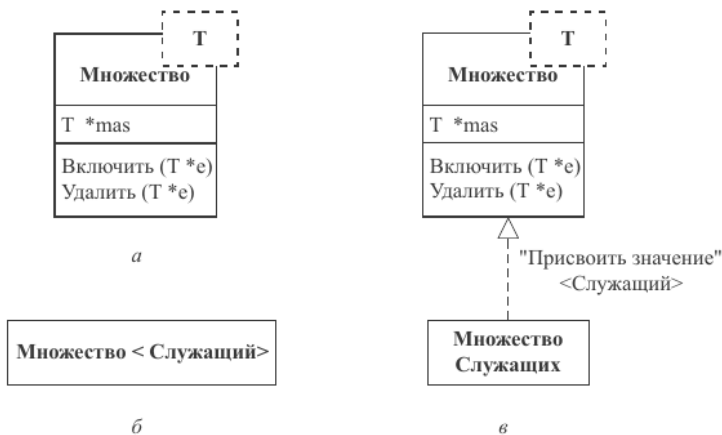 T
Множество
T *mas
Включить (T *e)
Удалить (T *e)
а
Множество < Служащий>
б
T
Множество
T *mas
Включить (T *e)
Удалить (T *e)
"Присвоить значение"
<Служащий>
Множество
Служащих
в